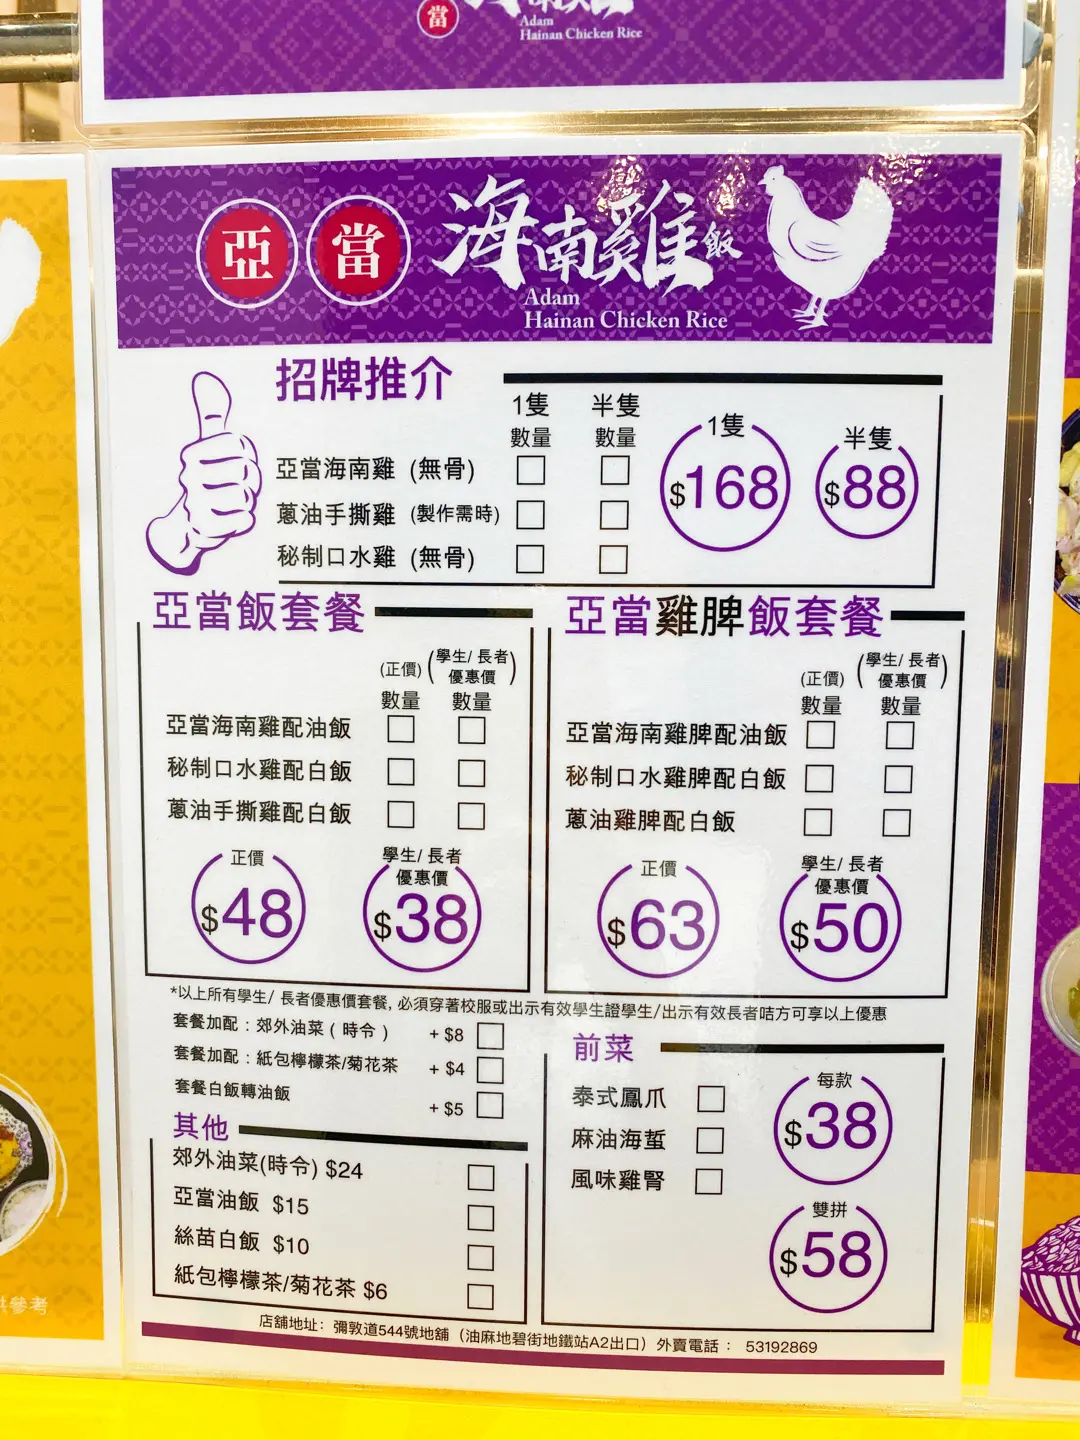 當
Adam
Hainan Chicken Rice
亞當 海南雞飯
Adam
Hainan Chicken Rice
招牌推介
1隻 半隻
數量 數量
亞當海南雞 (無骨)
蔥油手撕雞 (製作需時)
秘制口水雞 (無骨)
1隻
$168
半隻
$88
亞當飯套餐
(正價) (學生/ 長者 優惠價)
數量 數量
亞當海南雞配油飯
秘制口水雞配白飯
蔥油手撕雞配白飯
正價
$48
學生/ 長者
優惠價
$38
亞當雞脾飯套餐
(正價) (學生/ 長者 優惠價)
數量 數量
亞當海南雞脾配油飯
秘制口水雞脾配白飯
蔥油雞脾配白飯
正價
$63
學生/ 長者
優惠價
$50
*以上所有學生/ 長者優惠價套餐, 必須穿著校服或出示有效學生證學生/出示有效長者咭方可享以上優惠
套餐加配：郊外油菜 ( 時令 ) + $8
套餐加配：紙包檸檬茶/菊花茶 + $4
套餐白飯轉油飯 + $5
其他
郊外油菜(時令) $24
亞當油飯 $15
絲苗白飯 $10
紙包檸檬茶/菊花茶 $6
前菜
泰式鳳爪
麻油海蜇
風味雞腎
每款
$38
雙拼
$58
店舖地址：彌敦道544號地舖（油麻地碧街地鐵站A2出口）外賣電話： 53192869
參考